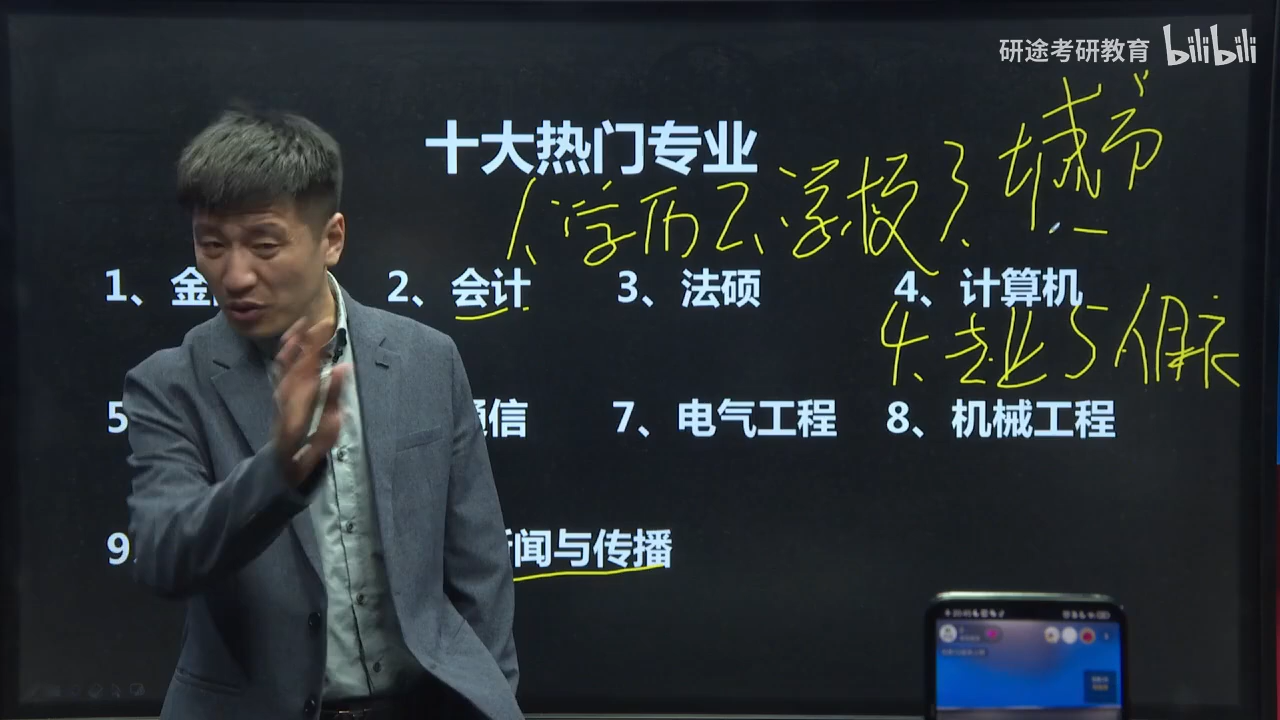 研途考研教育 bilibili
十大热门专业
1、学历 2、学校 3、城市
1、金 2、会计 3、法硕 4、计算机
4、专业 5
5 通信 7、电气工程 8、机械工程
9 新闻与传播